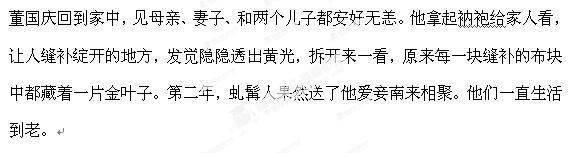 董国庆回到家中，见母亲、妻子、和两个儿子都安好无恙。他拿起衲袍给家人看，
让人缝补绽开的地方，发觉隐隐透出黄光，拆开来一看，原来每一块缝补的布块
中都藏着一片金叶子。第二年，虬髯人果然送了他爱妾南来相聚。他们一直生活
到老。